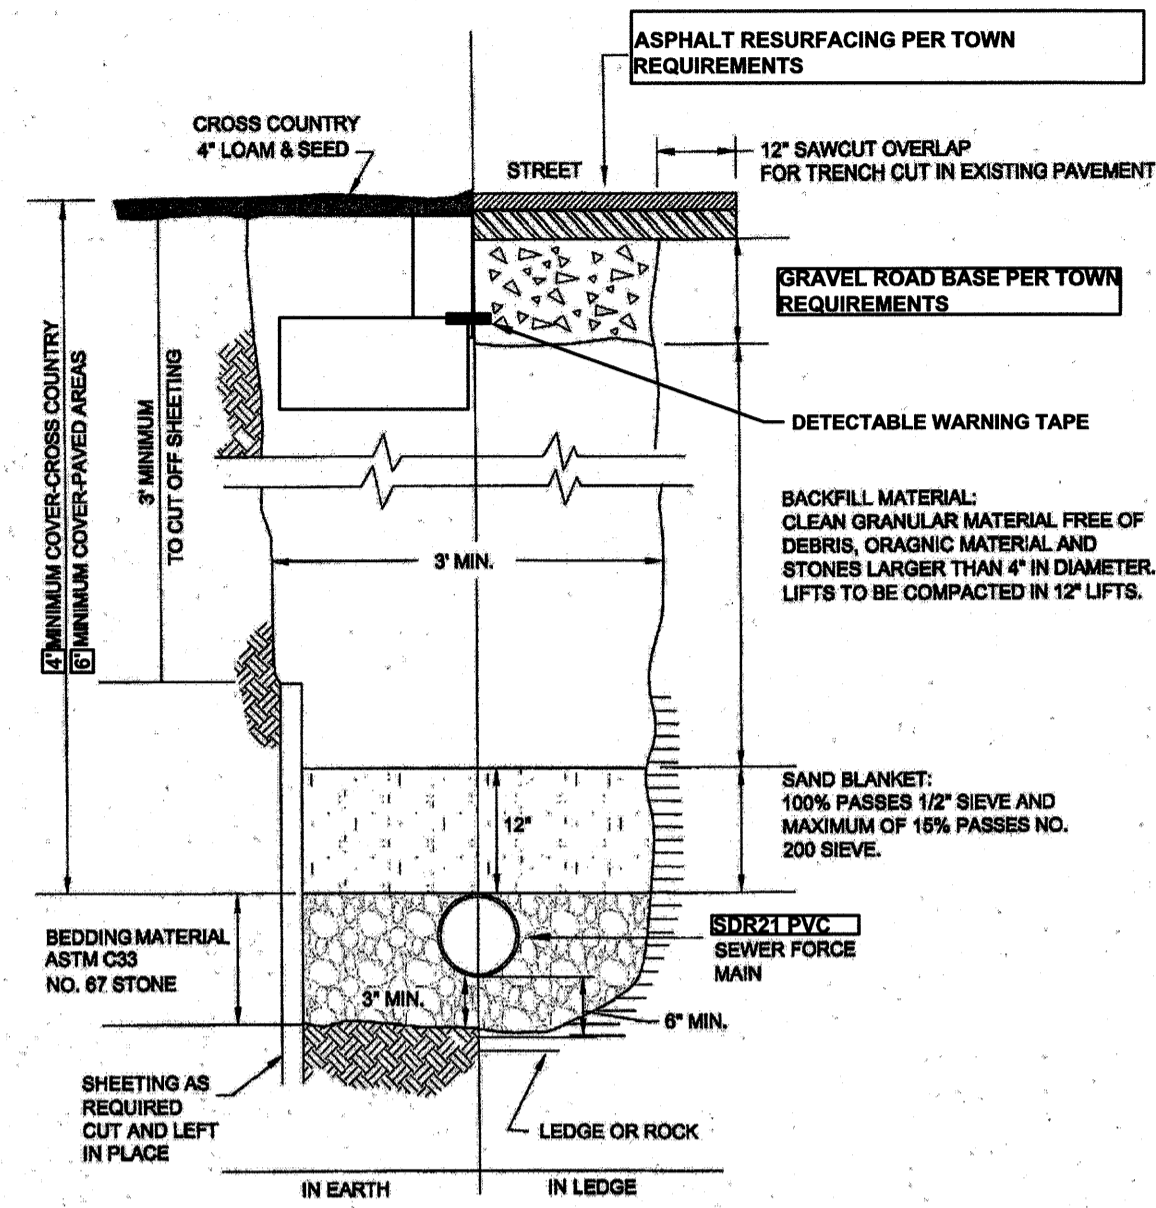 ASPHALT RESURFACING PER TOWN
REQUIREMENTS
CROSS COUNTRY
4" LOAM & SEED
STREET
12" SAWCUT OVERLAP
FOR TRENCH CUT IN EXISTING PAVEMENT
GRAVEL ROAD BASE PER TOWN
REQUIREMENTS
4' MINIMUM COVER-CROSS COUNTRY
6' MINIMUM COVER-PAVED AREAS
3' MINIMUM
TO CUT OFF SHEETING
DETECTABLE WARNING TAPE
BACKFILL MATERIAL:
CLEAN GRANULAR MATERIAL FREE OF
DEBRIS, ORAGNIC MATERIAL AND
STONES LARGER THAN 4" IN DIAMETER.
LIFTS TO BE COMPACTED IN 12" LIFTS.
3' MIN.
SAND BLANKET:
100% PASSES 1/2" SIEVE AND
MAXIMUM OF 15% PASSES NO.
200 SIEVE.
12"
BEDDING MATERIAL
ASTM C33
NO. 67 STONE
SDR21 PVC
SEWER FORCE
MAIN
3" MIN.
6" MIN.
SHEETING AS
REQUIRED
CUT AND LEFT
IN PLACE
LEDGE OR ROCK
IN EARTH
IN LEDGE